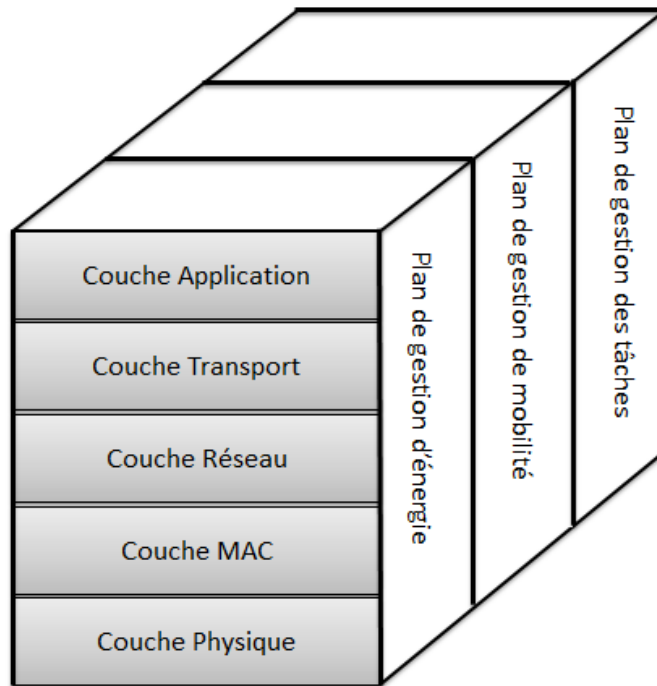 Couche Application
Couche Transport
Couche Réseau
Couche MAC
Couche Physique
Plan de gestion d'énergie
Plan de gestion de mobilité
Plan de gestion des tâches